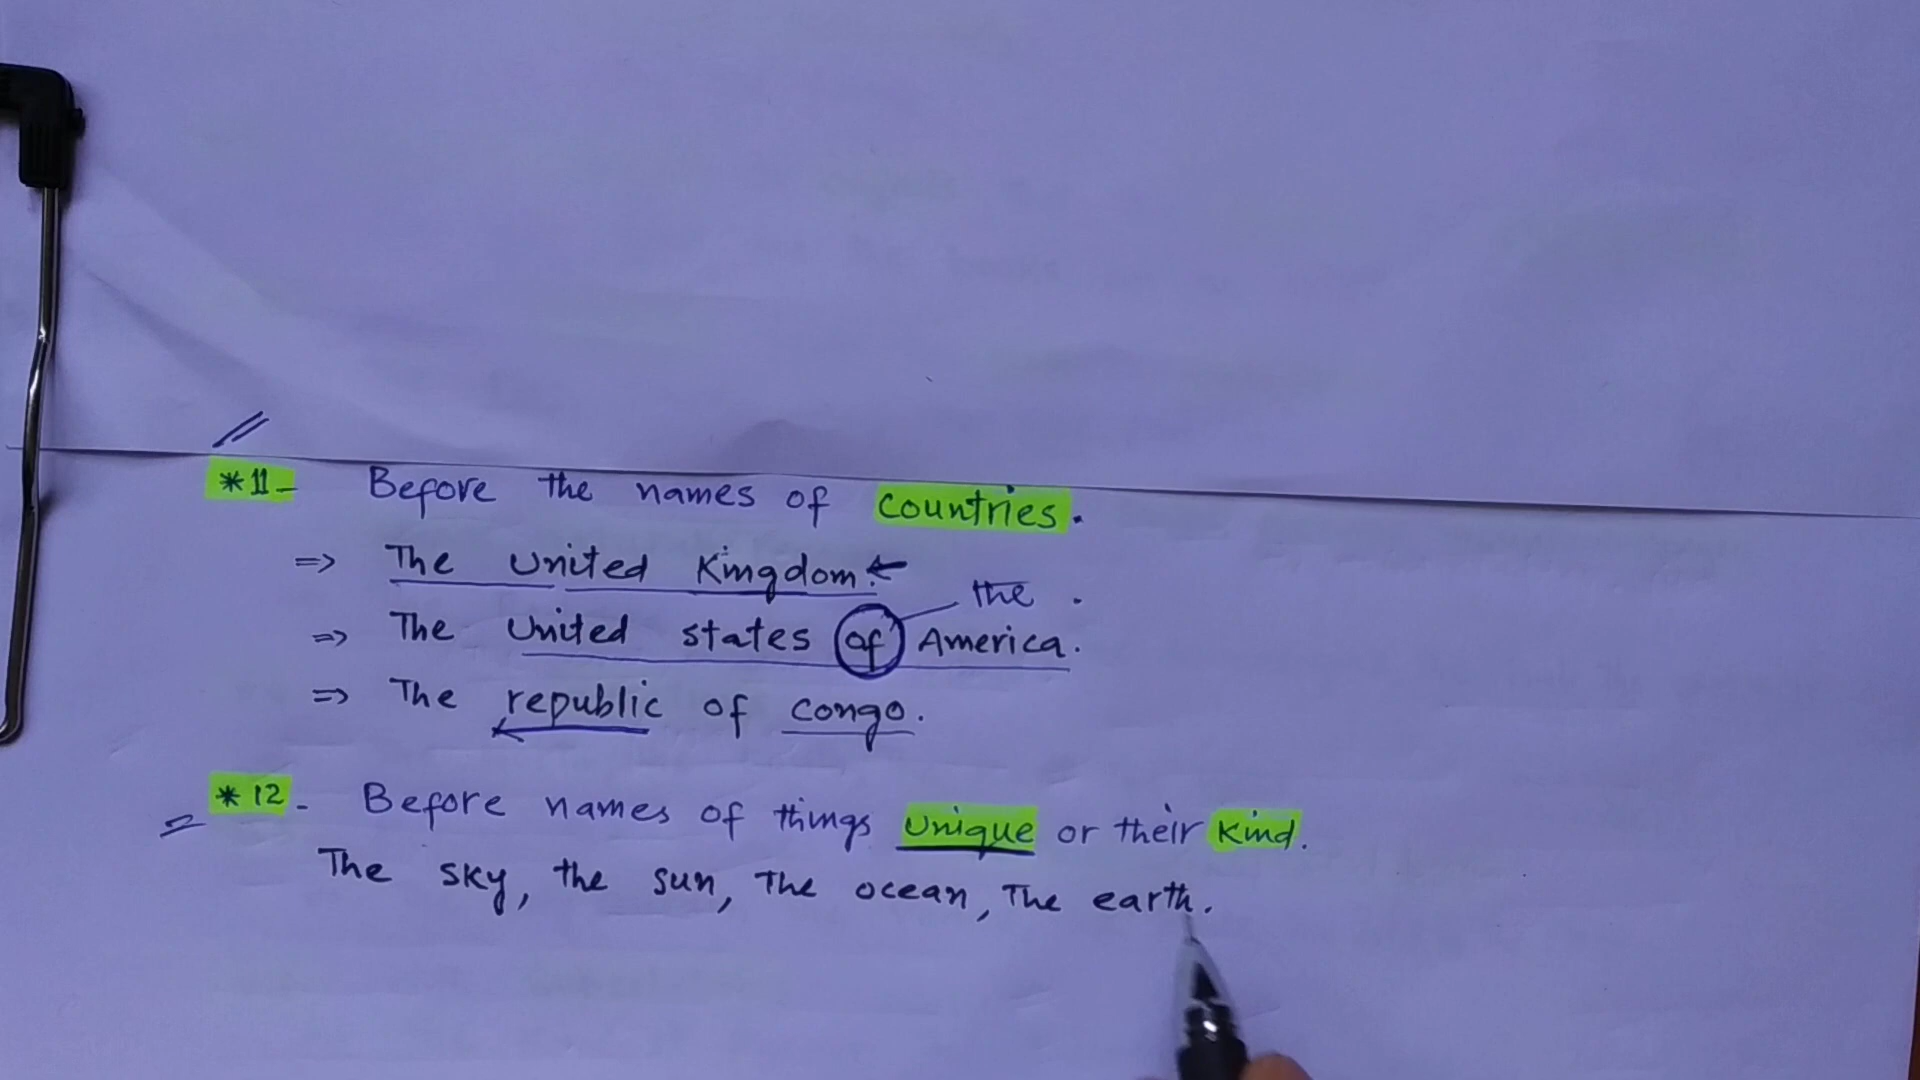 *11- Before the names of countries.
=> The United Kingdom.
the .
=> The United states of America.
=> The republic of congo.
*12- Before names of things unique or their kind.
The sky, the sun, The ocean, The earth.